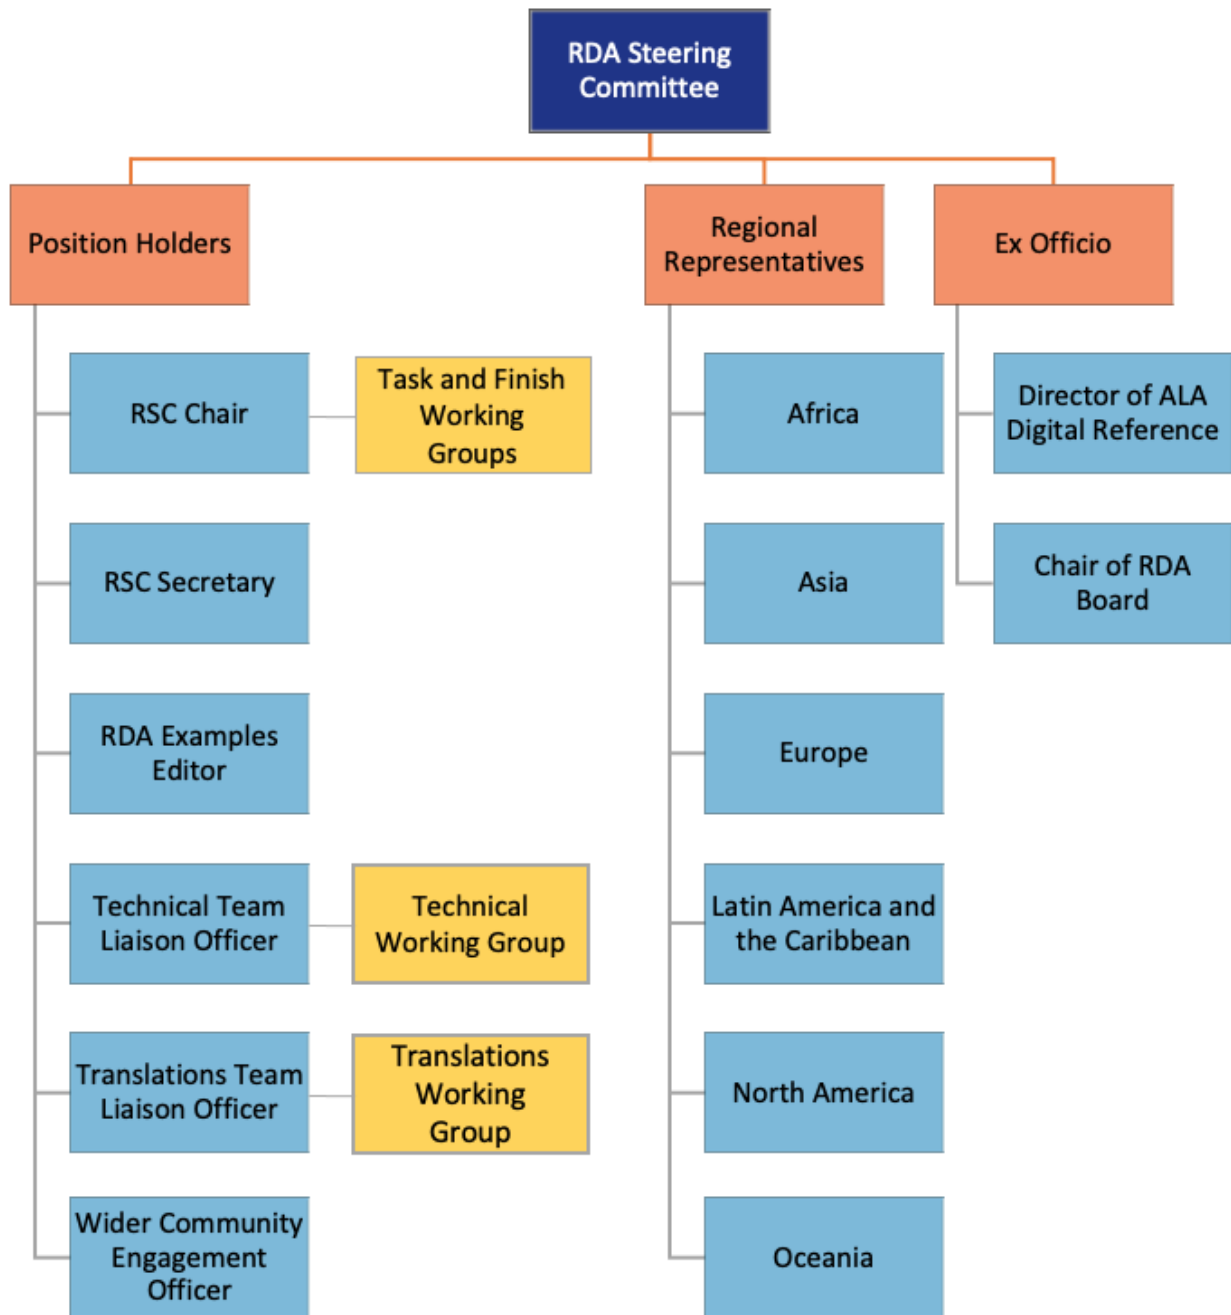 RDA Steering
Committee
Position Holders
Regional
Representatives
Ex Officio
RSC Chair
Task and Finish
Working
Groups
RSC Secretary
RDA Examples
Editor
Technical Team
Liaison Officer
Technical
Working Group
Translations Team
Liaison Officer
Translations
Working
Group
Wider Community
Engagement
Officer
Africa
Asia
Europe
Latin America and
the Caribbean
North America
Oceania
Director of ALA
Digital Reference
Chair of RDA
Board